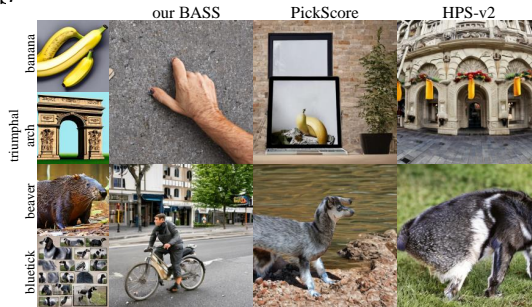 our BASS
PickScore
HPS-v2
banana
triumphal
arch
beaver
bluetick